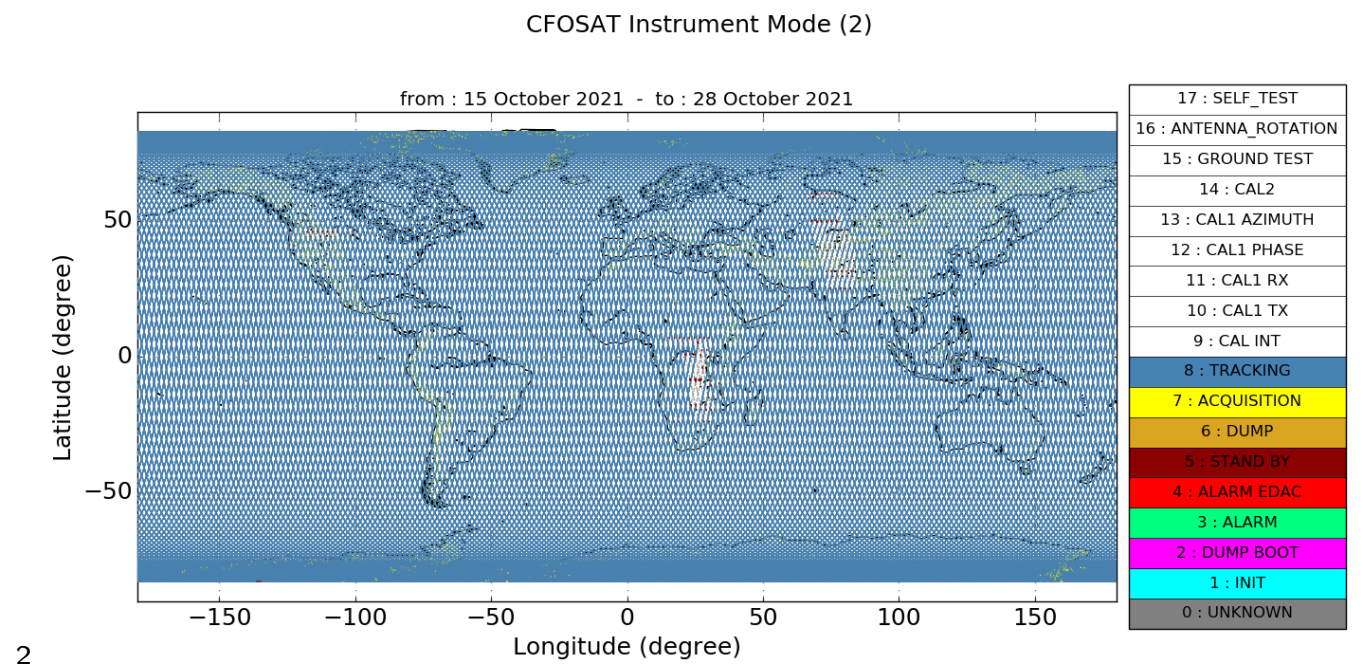 CFOSAT Instrument Mode (2)
from : 15 October 2021  -  to : 28 October 2021
17 : SELF_TEST
16 : ANTENNA_ROTATION
15 : GROUND TEST
14 : CAL2
13 : CAL1 AZIMUTH
12 : CAL1 PHASE
11 : CAL1 RX
10 : CAL1 TX
9 : CAL INT
8 : TRACKING
7 : ACQUISITION
6 : DUMP
5 : STAND BY
4 : ALARM EDAC
3 : ALARM
2 : DUMP BOOT
1 : INIT
0 : UNKNOWN
Latitude (degree)
50
0
−50
−150 −100 −50 0 50 100 150
Longitude (degree)
2